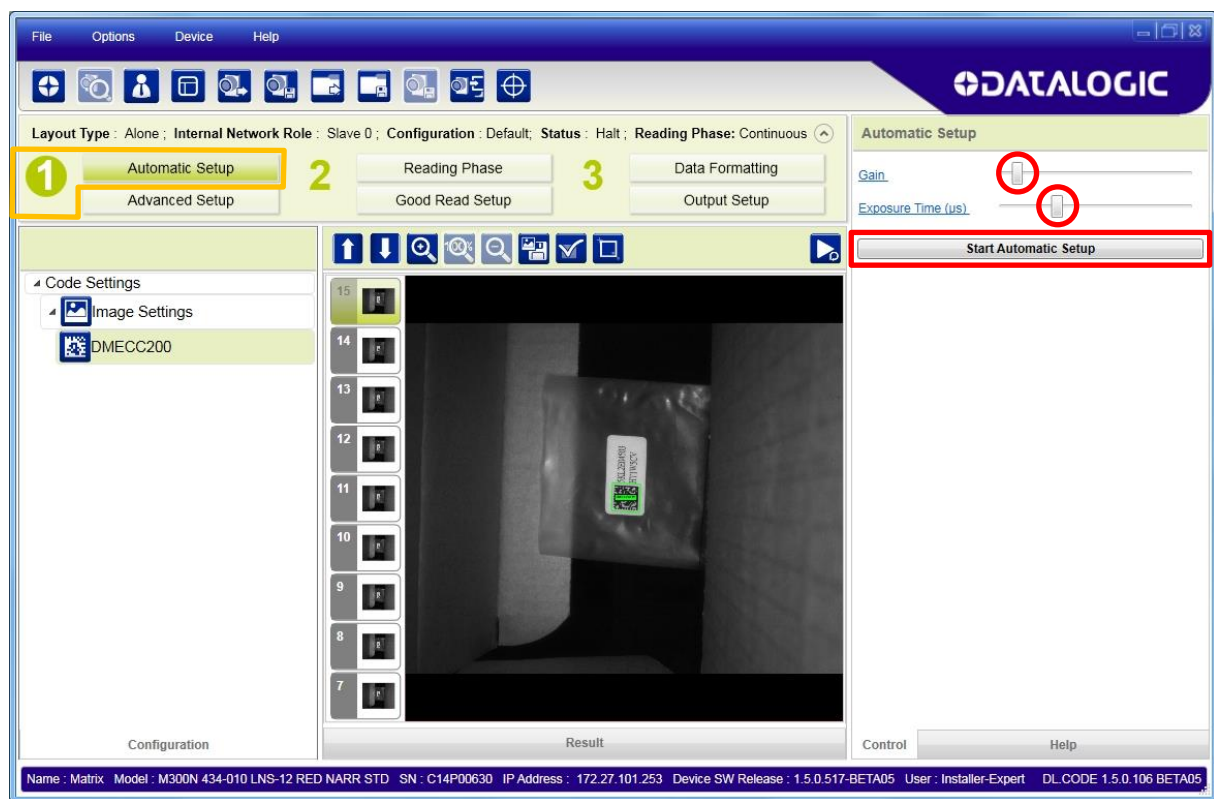 File Options Device Help
DATALOGIC
Layout Type : Alone ; Internal Network Role : Slave 0 ; Configuration : Default; Status : Halt ; Reading Phase: Continuous
1 Automatic Setup
Advanced Setup
2 Reading Phase
Good Read Setup
3 Data Formatting
Output Setup
Automatic Setup
Gain
Exposure Time (µs)
Start Automatic Setup
Code Settings
Image Settings
DMECC200
100%
15
14
13
12
11
10
9
8
7
Configuration
Result
Control
Help
Name : Matrix Model : M300N 434-010 LNS-12 RED NARR STD SN : C14P00630 IP Address : 172.27.101.253 Device SW Release : 1.5.0.517-BETA05 User : Installer-Expert DL.CODE 1.5.0.106 BETA05